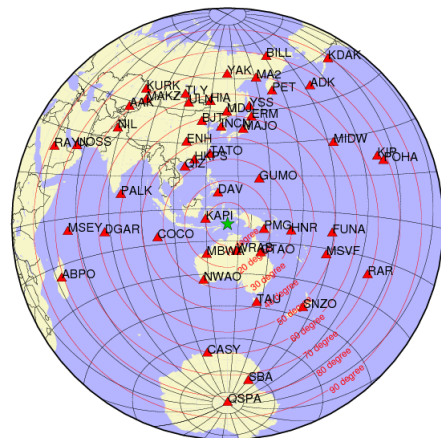 BILL
KDAK
YAK
MA2
ADK
PET
KURK
TLY
MAKZ
ULN
HIA
AAK
YSS
MDJ
ERM
BJT
INCN
MAJO
NIL
RAYN
UOSS
ENH
MIDW
TATO
KIP
POHA
QIZ
GUMO
DAV
PALK
KAPI
MSEY
DGAR
COCO
PMG
HNR
FUNA
MBWA
WRAB
CTAO
MSVF
20 degree
30 degree
ABPO
NWAO
RAR
TAU
SNZO
60 degree
70 degree
80 degree
90 degree
CASY
SBA
QSPA